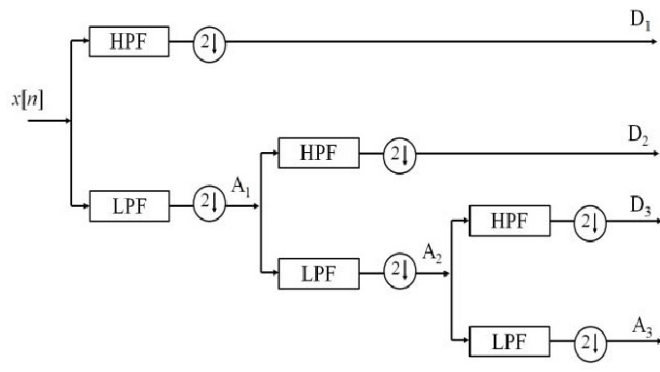 D₁
HPF 2↓
x[n]
D₂
HPF 2↓
A₁
LPF 2↓
D₃
HPF 2↓
A₂
LPF 2↓
A₃
LPF 2↓